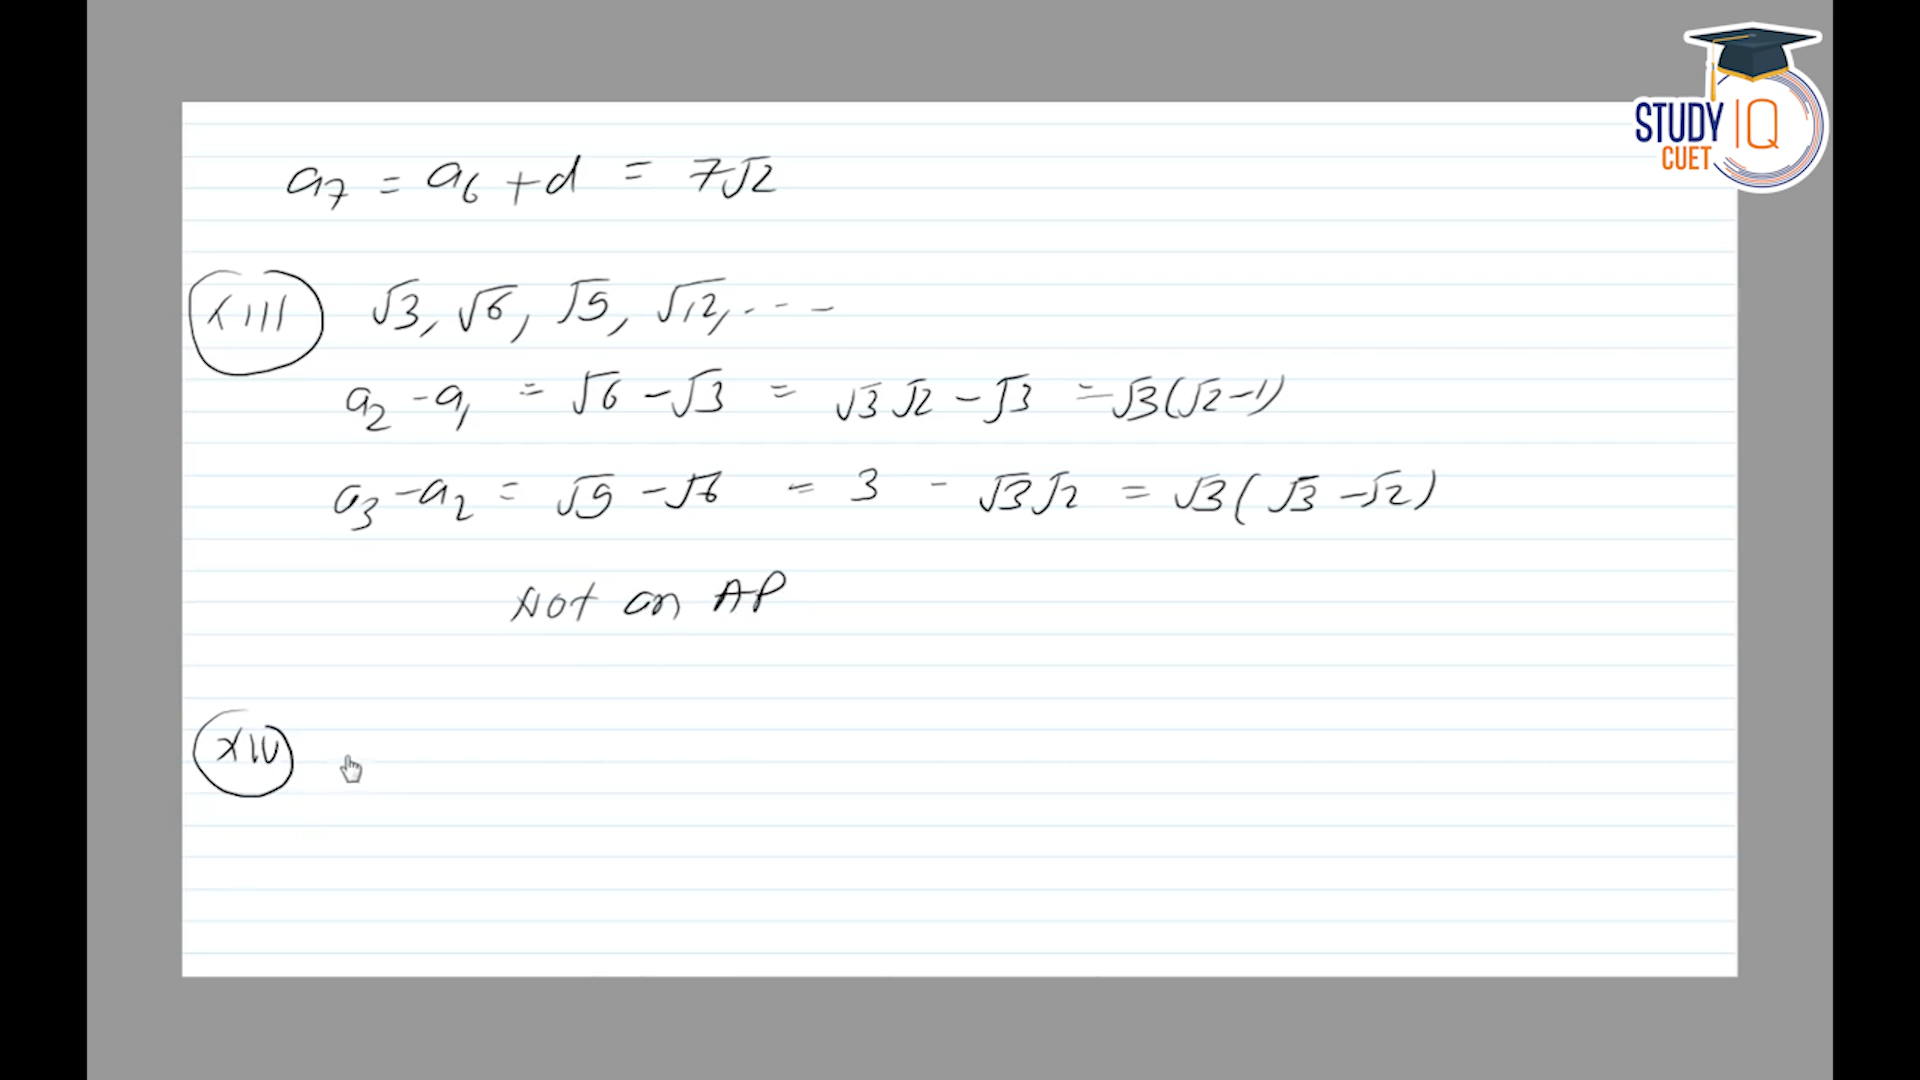 STUDY IQ
CUET
a₇ = a₆ + d = 7√2
XIII √3, √6, √9, √12, ---
a₂ - a₁ = √6 - √3 = √3√2 - √3 = √3(√2-1)
a₃ - a₂ = √9 - √6 = 3 - √3√2 = √3(√3 - √2)
Not an AP
XIV